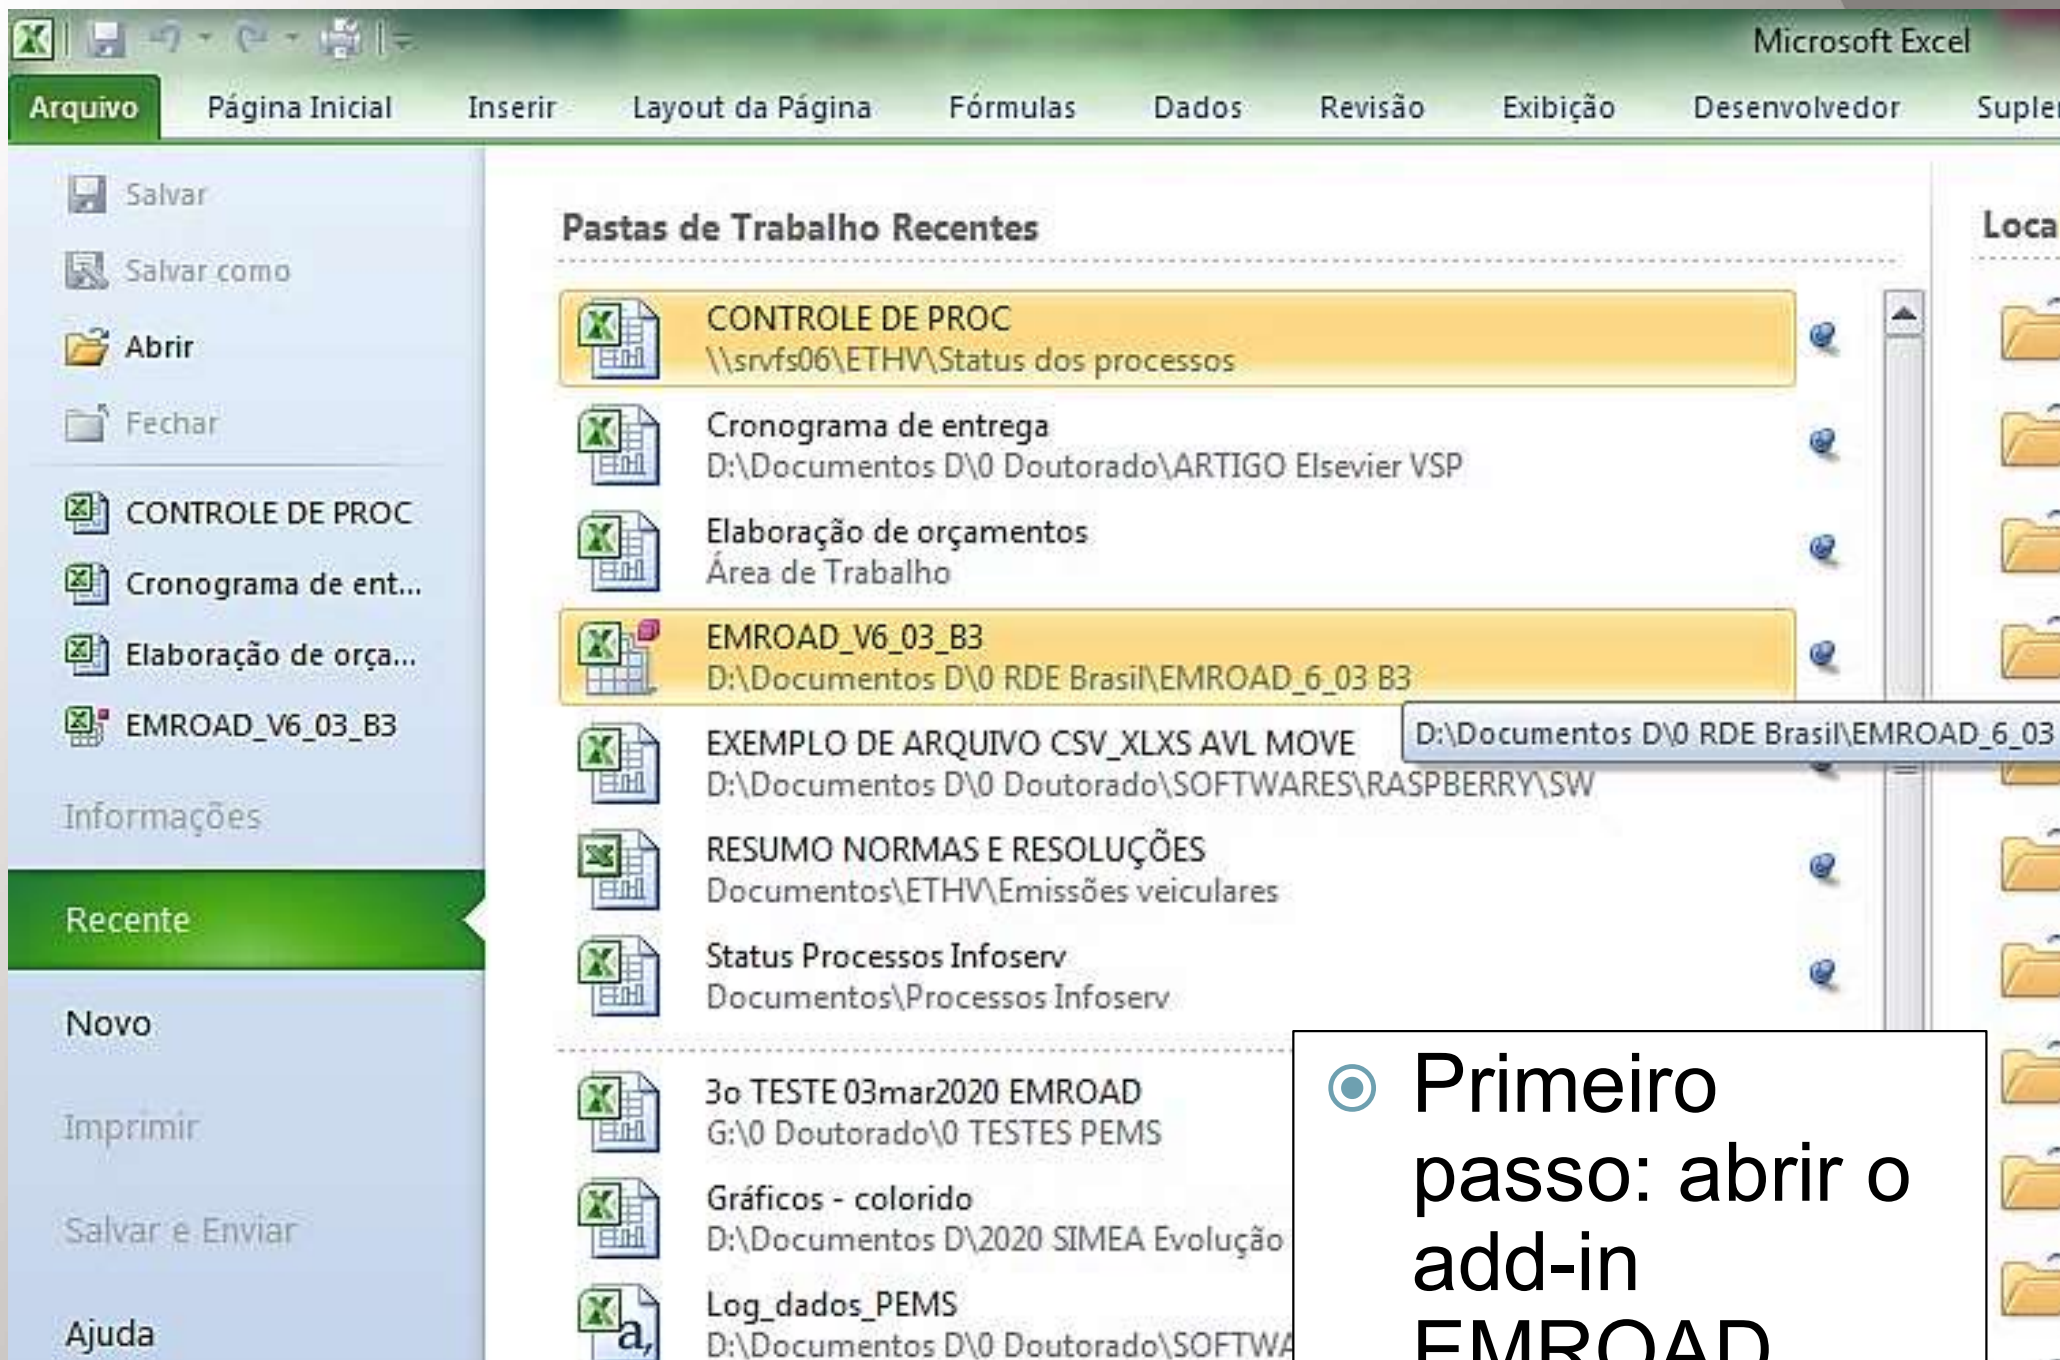 Microsoft Excel
Arquivo Página Inicial Inserir Layout da Página Fórmulas Dados Revisão Exibição Desenvolvedor
Salvar
Salvar como
Abrir
Fechar
CONTROLE DE PROC
Cronograma de ent...
Elaboração de orça...
EMROAD_V6_03_B3
Informações
Recente
Novo
Imprimir
Salvar e Enviar
Ajuda
Pastas de Trabalho Recentes
CONTROLE DE PROC
\\srvfs06\ETHV\Status dos processos
Cronograma de entrega
D:\Documentos D\0 Doutorado\ARTIGO Elsevier VSP
Elaboração de orçamentos
Área de Trabalho
EMROAD_V6_03_B3
D:\Documentos D\0 RDE Brasil\EMROAD_6_03 B3
D:\Documentos D\0 RDE Brasil\EMROAD_6_03
EXEMPLO DE ARQUIVO CSV_XLXS AVL MOVE
D:\Documentos D\0 Doutorado\SOFTWARES\RASPBERRY\SW
RESUMO NORMAS E RESOLUÇÕES
Documentos\ETHV\Emissões veiculares
Status Processos Infoserv
Documentos\Processos Infoserv
3o TESTE 03mar2020 EMROAD
G:\0 Doutorado\0 TESTES PEMS
Gráficos - colorido
D:\Documentos D\2020 SIMEA Evolução
Log_dados_PEMS
D:\Documentos D\0 Doutorado\SOFTWA
Primeiro
passo: abrir o
add-in
EMROAD